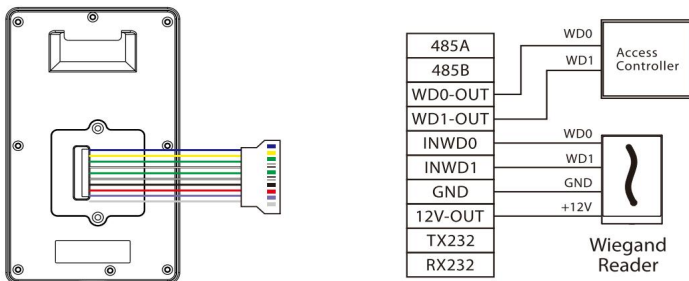 485A
485B
WD0-OUT
WD1-OUT
INWD0
INWD1
GND
12V-OUT
TX232
RX232
WD0
WD1
Access
Controller
WD0
WD1
GND
+12V
Wiegand
Reader